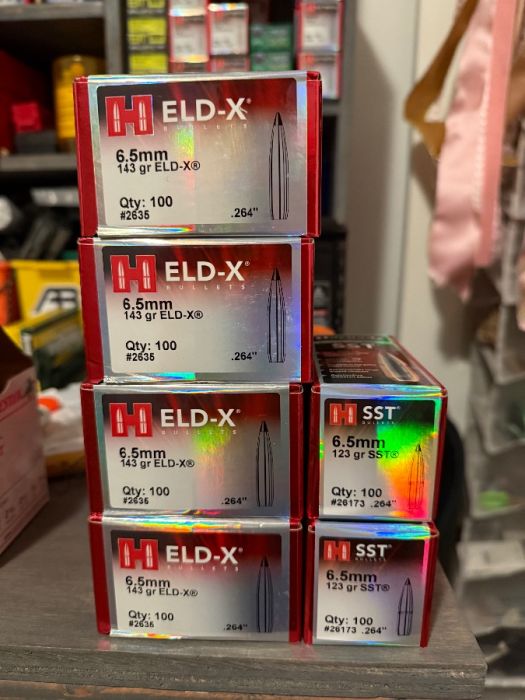 H ELD-X®
BULLETS
6.5mm
143 gr ELD-X®
Qty: 100
#2635 .264"
H ELD-X®
BULLETS
6.5mm
143 gr ELD-X®
Qty: 100
#2635 .264"
H ELD-X®
BULLETS
6.5mm
143 gr ELD-X®
Qty: 100
#2635 .264"
H ELD-X®
BULLETS
6.5mm
143 gr ELD-X®
Qty: 100
#2635 .264"
H SST®
BULLETS
6.5mm
123 gr SST®
Qty: 100
#26173 .264"
H SST®
BULLETS
6.5mm
123 gr SST®
Qty: 100
#26173 .264"